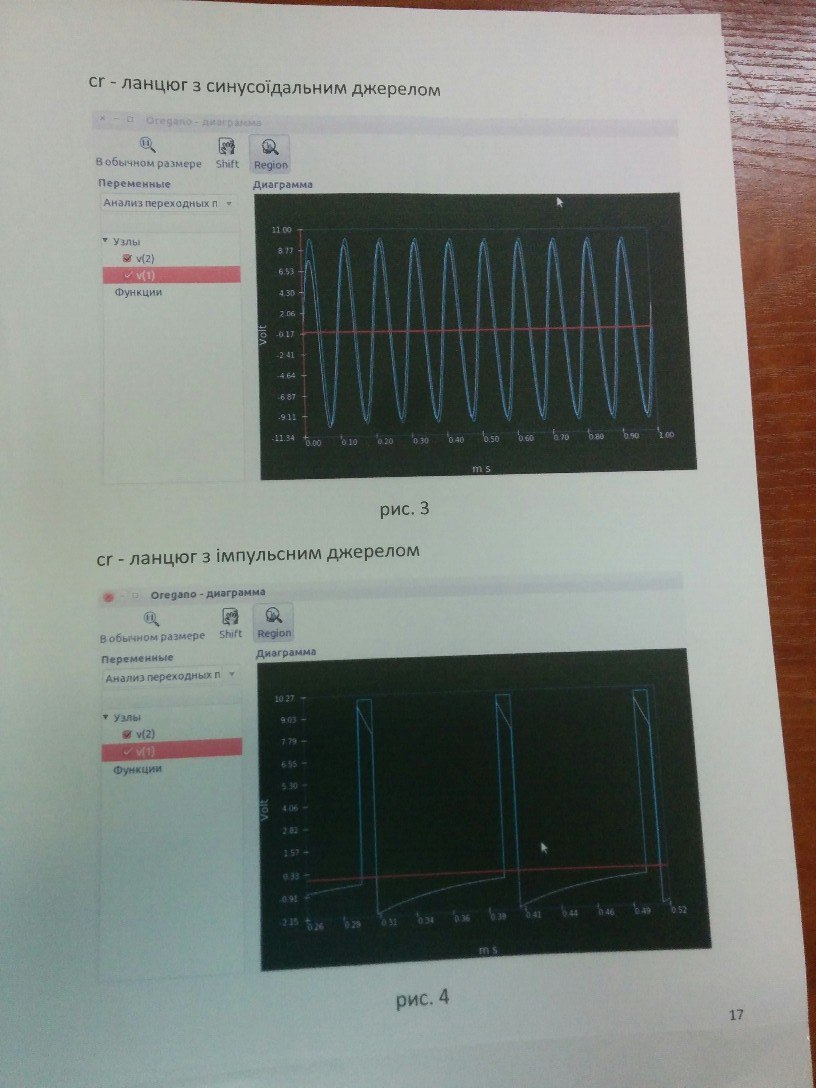 cr - ланцюг з синусоїдальним джерелом
Oregano - диаграмма
В обычном размере Shift Region
Переменные Диаграмма
Анализ переходных п
Узлы
v(2)
v(1)
Функции
11.00
8.77
6.53
4.30
2.06
-0.17
-2.41
-4.64
-6.87
-9.11
-11.34
Volt
0.00 0.10 0.20 0.30 0.40 0.50 0.60 0.70 0.80 0.90 1.00
m s
рис. 3
cr - ланцюг з імпульсним джерелом
Oregano - диаграмма
В обычном размере Shift Region
Переменные Диаграмма
Анализ переходных п
Узлы
v(2)
v(1)
Функции
10.27
9.03
7.79
6.55
5.30
4.06
2.82
1.57
0.33
-0.91
-2.15
Volt
0.26 0.29 0.31 0.34 0.36 0.39 0.41 0.44 0.46 0.49 0.52
m s
рис. 4
17